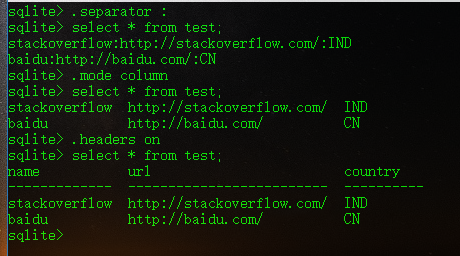 sqlite> .separator :
sqlite> select * from test;
stackoverflow:http://stackoverflow.com/:IND
baidu:http://baidu.com/:CN
sqlite> .mode column
sqlite> select * from test;
stackoverflow  http://stackoverflow.com/  IND
baidu          http://baidu.com/          CN
sqlite> .headers on
sqlite> select * from test;
name           url                        country
-------------  -------------------------  ----------
stackoverflow  http://stackoverflow.com/  IND
baidu          http://baidu.com/          CN
sqlite>